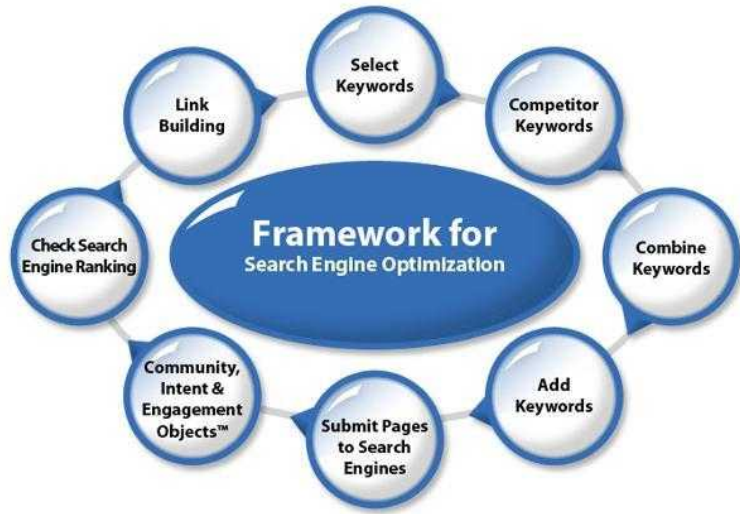 Select
Keywords
Link
Building
Competitor
Keywords
Framework for
Search Engine Optimization
Check Search
Engine Ranking
Combine
Keywords
Community,
Intent &
Engagement
Objects™
Add
Keywords
Submit Pages
to Search
Engines